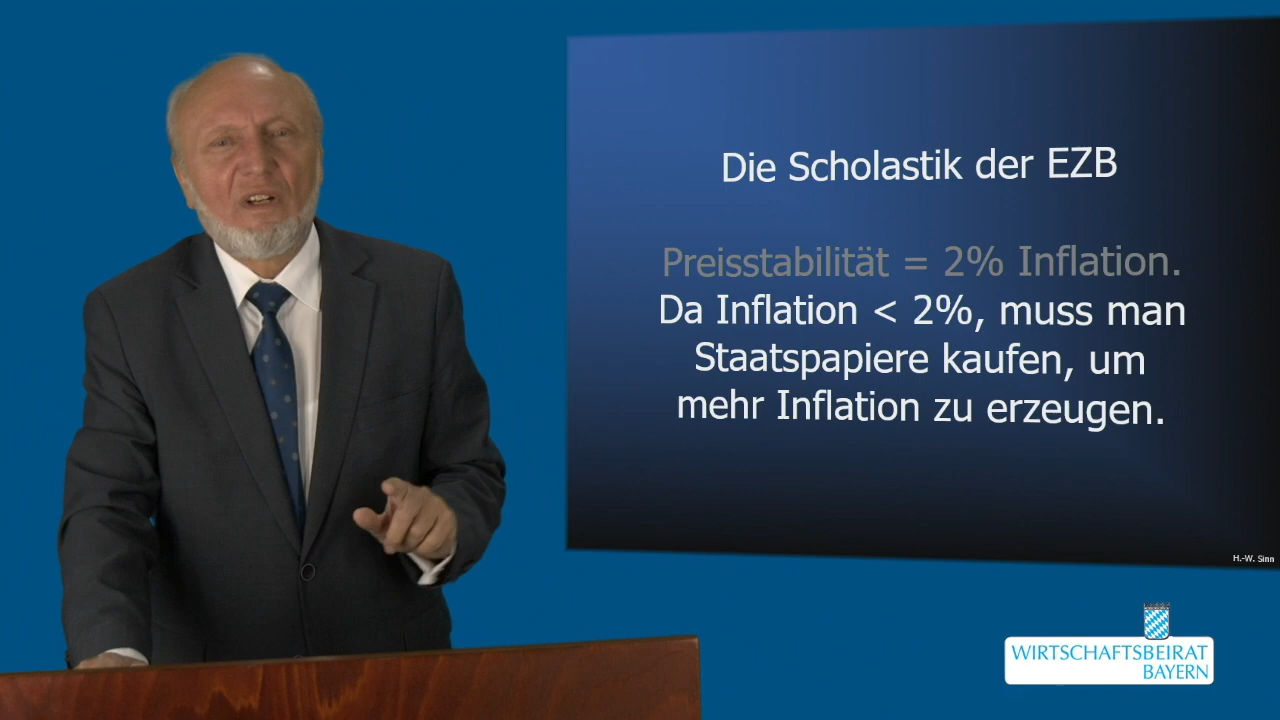 Die Scholastik der EZB
Preisstabilität = 2% Inflation.
Da Inflation < 2%, muss man
Staatspapiere kaufen, um
mehr Inflation zu erzeugen.
H.-W. Sinn
WIRTSCHAFTSBEIRAT
BAYERN